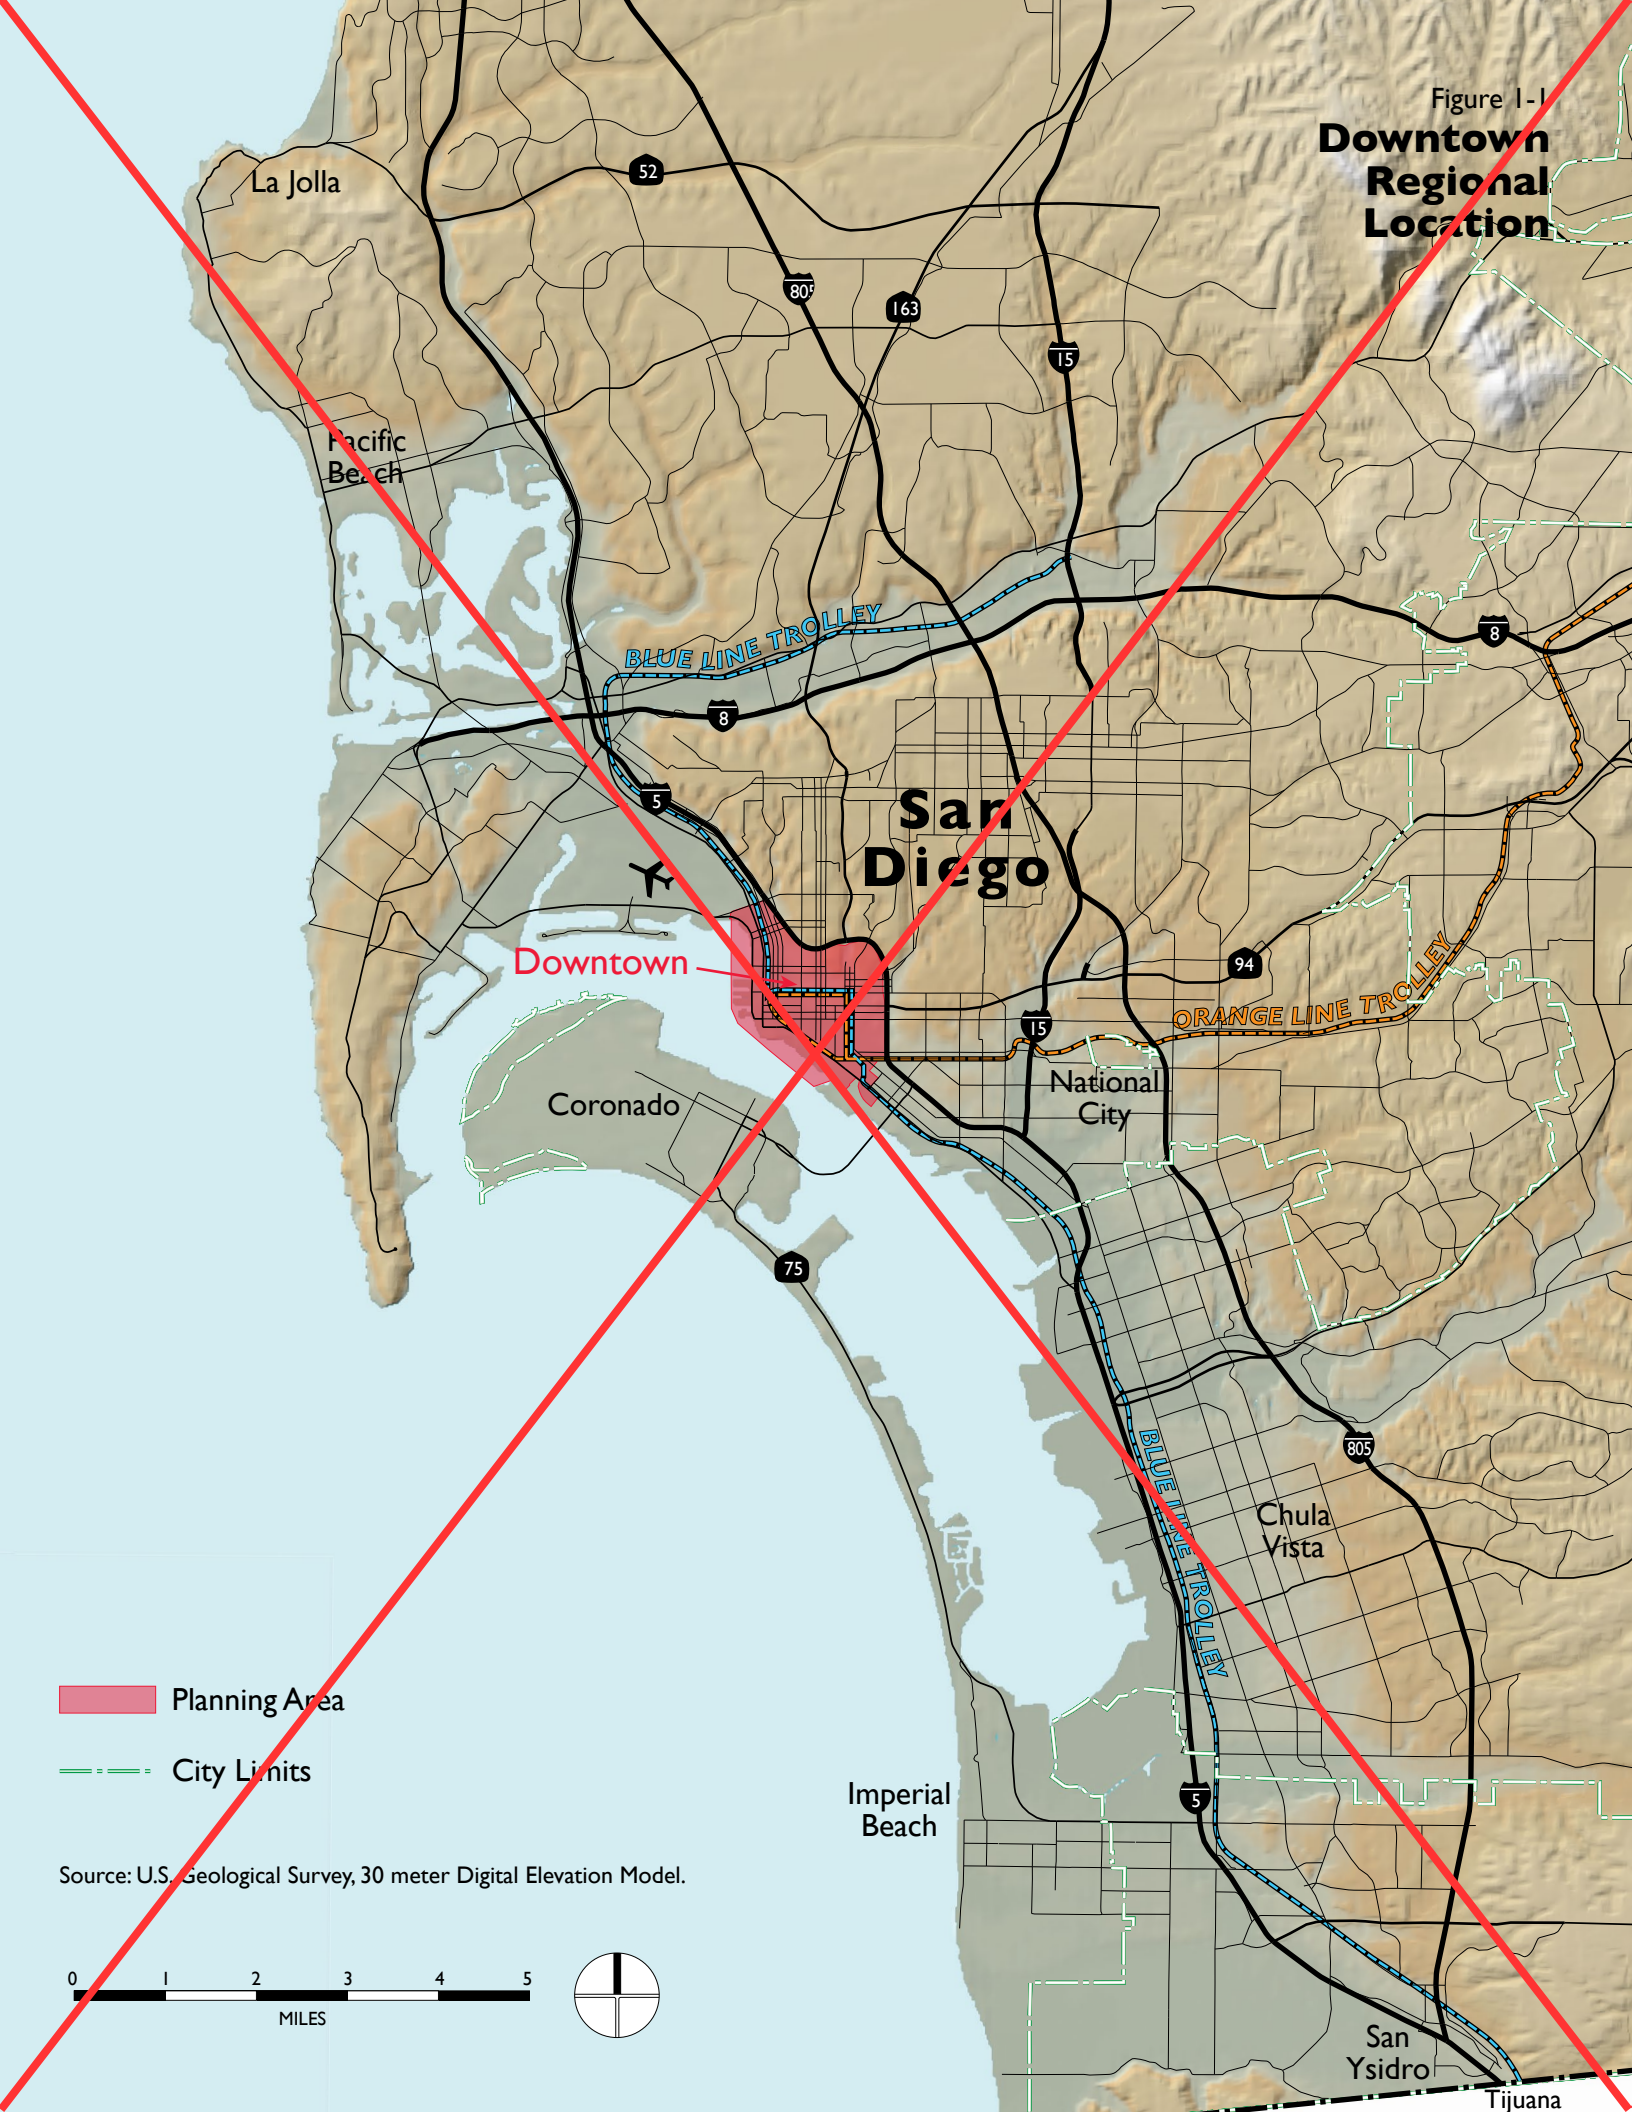 Figure 1-1
Downtown
Regional
Location
La Jolla
52
805
163
15
Pacific
Beach
BLUE LINE TROLLEY
8
8
5
San
Diego
Downtown
94
ORANGE LINE TROLLEY
15
National
City
Coronado
75
805
BLUE LINE TROLLEY
Chula
Vista
Planning Area
City Limits
Imperial
Beach
5
Source: U.S. Geological Survey, 30 meter Digital Elevation Model.
0 1 2 3 4 5
MILES
San
Ysidro
Tijuana